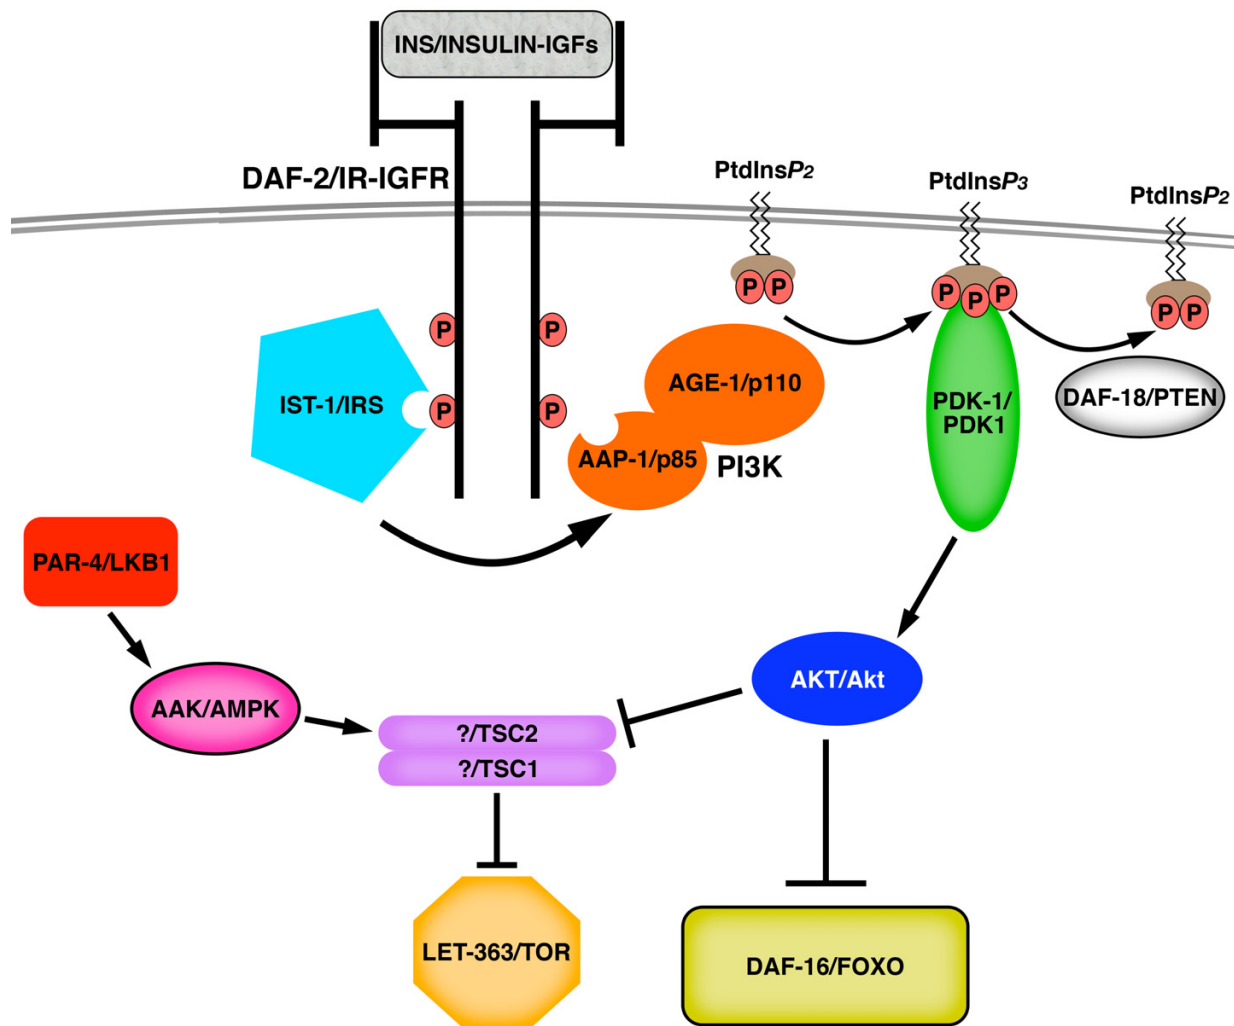 INS/INSULIN-IGFs
DAF-2/IR-IGFR
PtdInsP2
PtdInsP3
PtdInsP2
P P
P P P
P P
P
P
P
P
IST-1/IRS
AGE-1/p110
AAP-1/p85
PI3K
PDK-1/
PDK1
DAF-18/PTEN
PAR-4/LKB1
AKT/Akt
AAK/AMPK
?/TSC2
?/TSC1
LET-363/TOR
DAF-16/FOXO